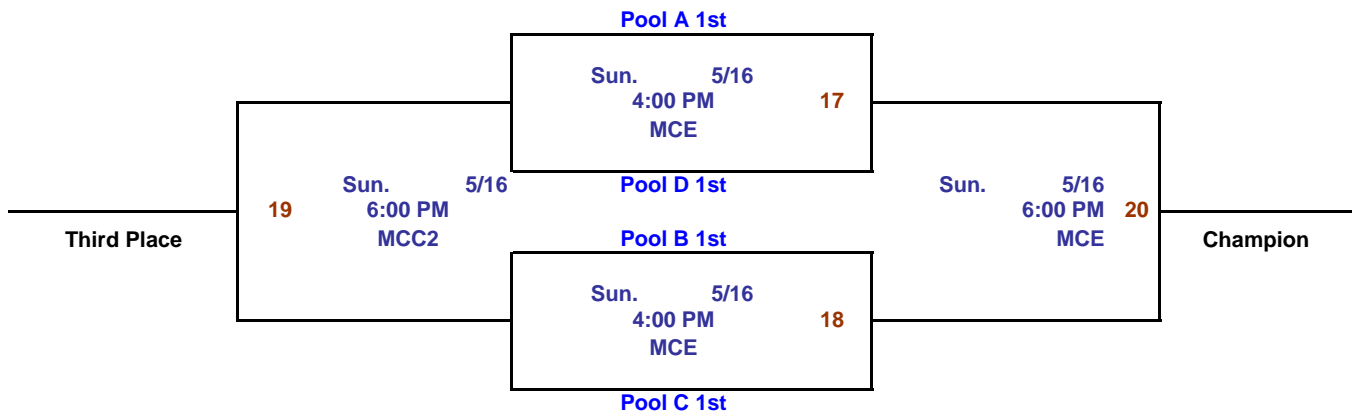 Pool A 1st
Sun. 5/16
4:00 PM 17
MCE
Pool D 1st
Sun. 5/16
19 6:00 PM
MCC2
Third Place
Sun. 5/16
6:00 PM 20
MCE
Champion
Pool B 1st
Sun. 5/16
4:00 PM 18
MCE
Pool C 1st